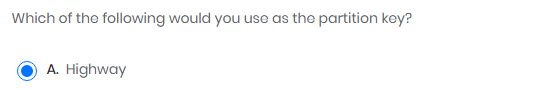 Which of the following would you use as the partition key?
A. Highway